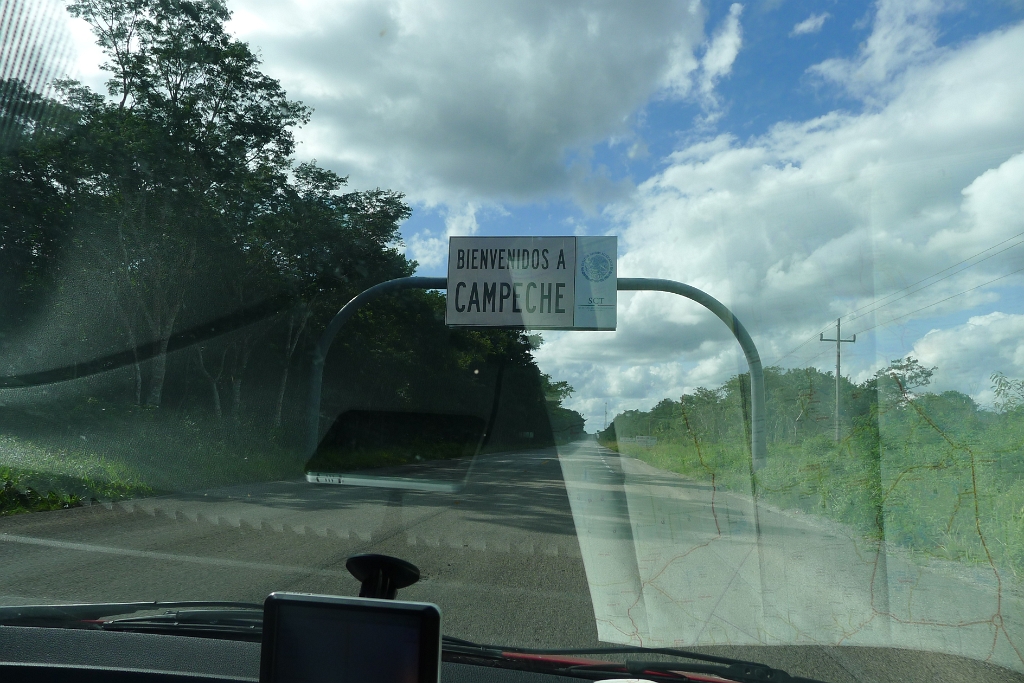 BIENVENIDOS A
CAMPECHE
SCT